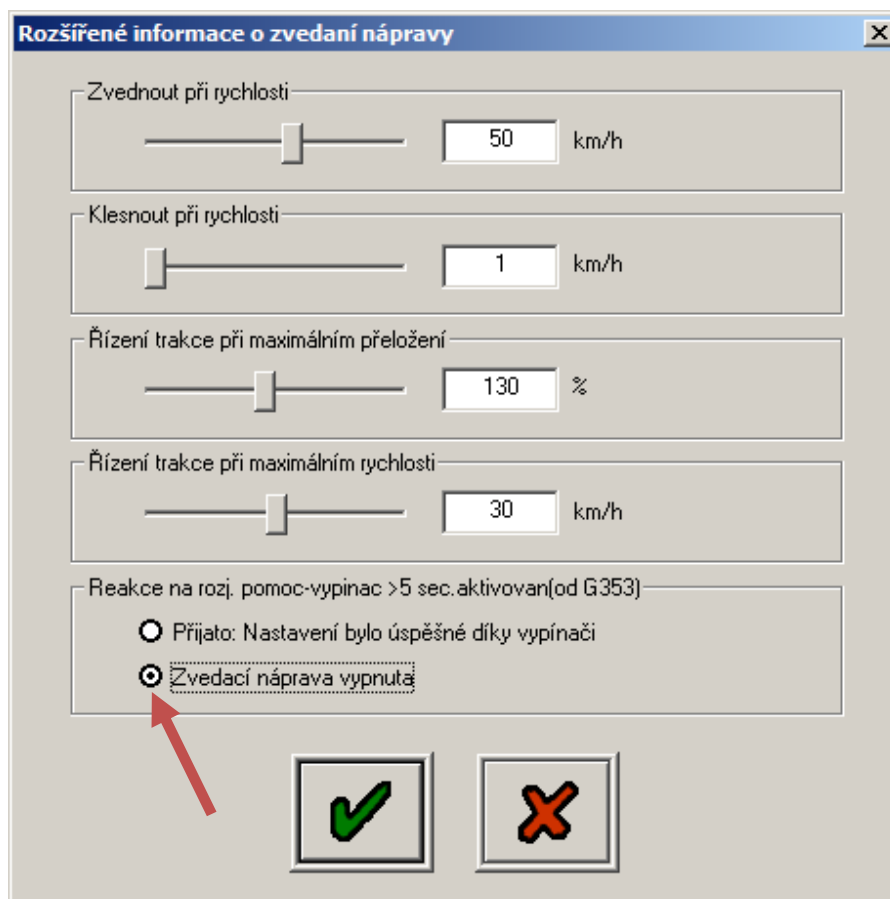 Rozšířené informace o zvedaní nápravy
Zvednout při rychlosti
50 km/h
Klesnout při rychlosti
1 km/h
Řízení trakce při maximálním přeložení
130 %
Řízení trakce při maximálním rychlosti
30 km/h
Reakce na rozj. pomoc-vypinac >5 sec.aktivovan(od G353)
Přijato: Nastavení bylo úspěšné díky vypínači
Zvedací náprava vypnuta